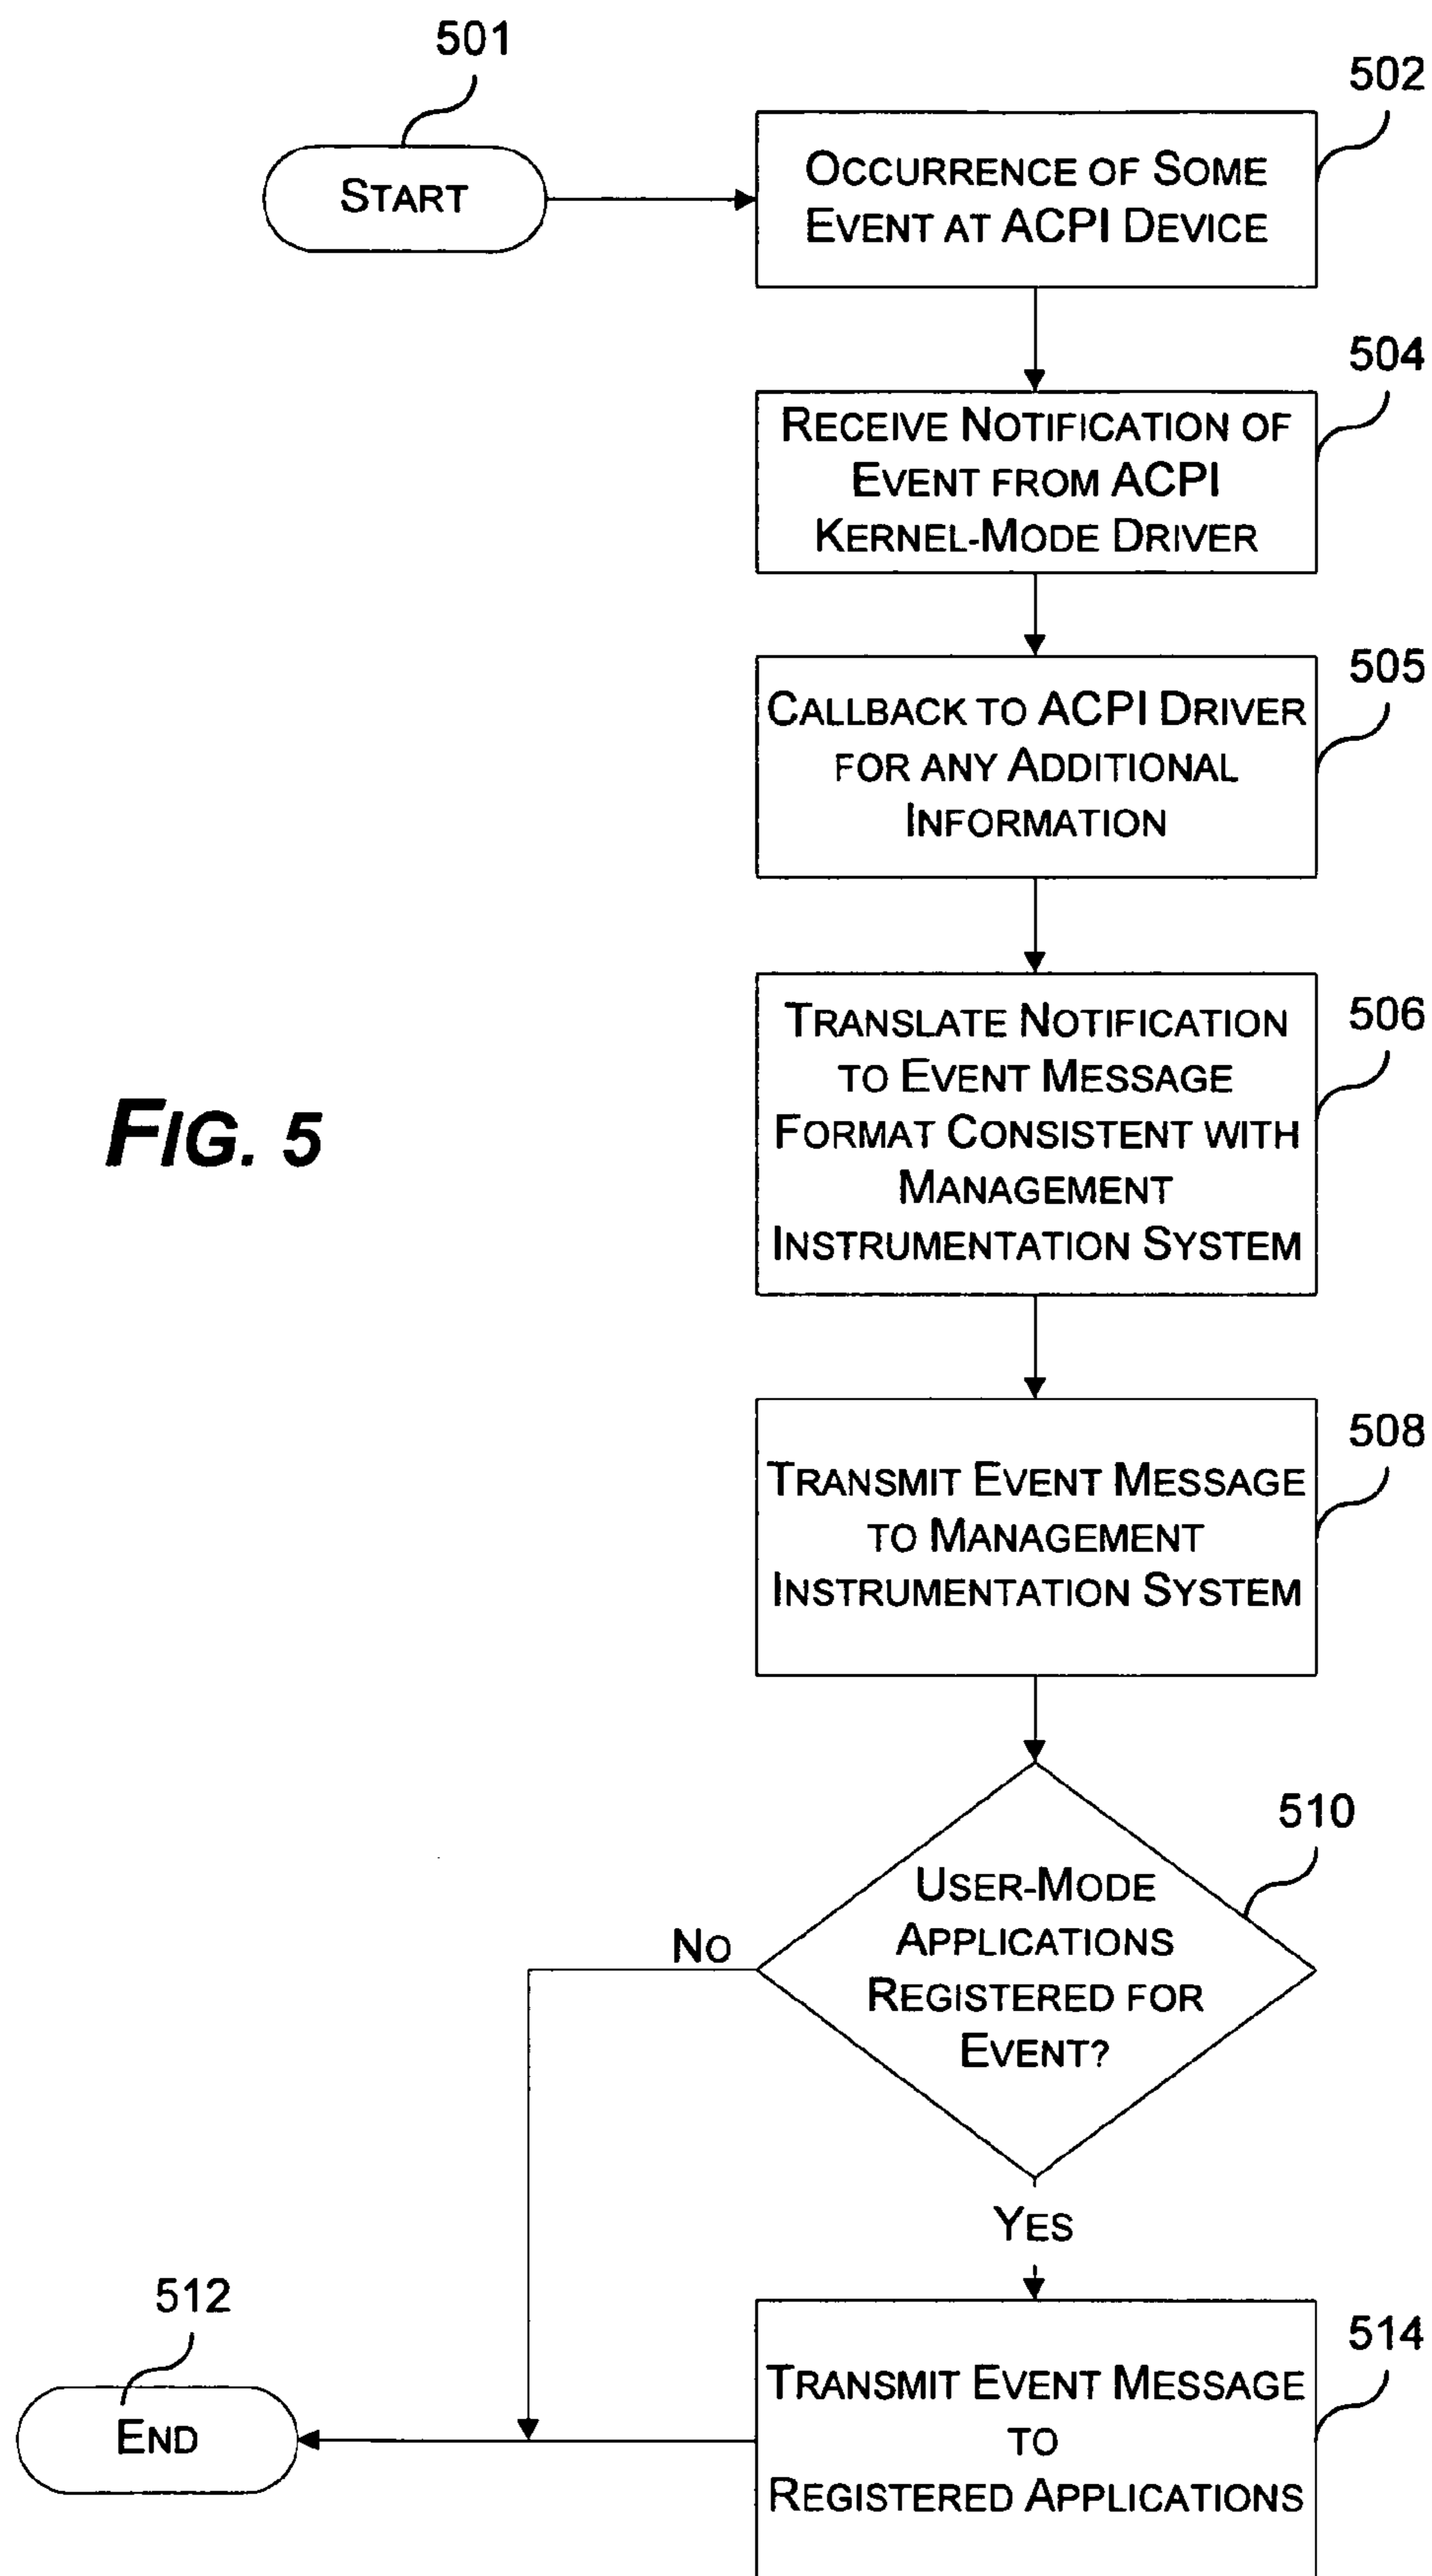 501
START
502
OCCURRENCE OF SOME
EVENT AT ACPI DEVICE
504
RECEIVE NOTIFICATION OF
EVENT FROM ACPI
KERNEL-MODE DRIVER
505
CALLBACK TO ACPI DRIVER
FOR ANY ADDITIONAL
INFORMATION
506
TRANSLATE NOTIFICATION
TO EVENT MESSAGE
FORMAT CONSISTENT WITH
MANAGEMENT
INSTRUMENTATION SYSTEM
FIG. 5
508
TRANSMIT EVENT MESSAGE
TO MANAGEMENT
INSTRUMENTATION SYSTEM
510
USER-MODE
APPLICATIONS
REGISTERED FOR
EVENT?
NO
YES
512
END
514
TRANSMIT EVENT MESSAGE
TO
REGISTERED APPLICATIONS